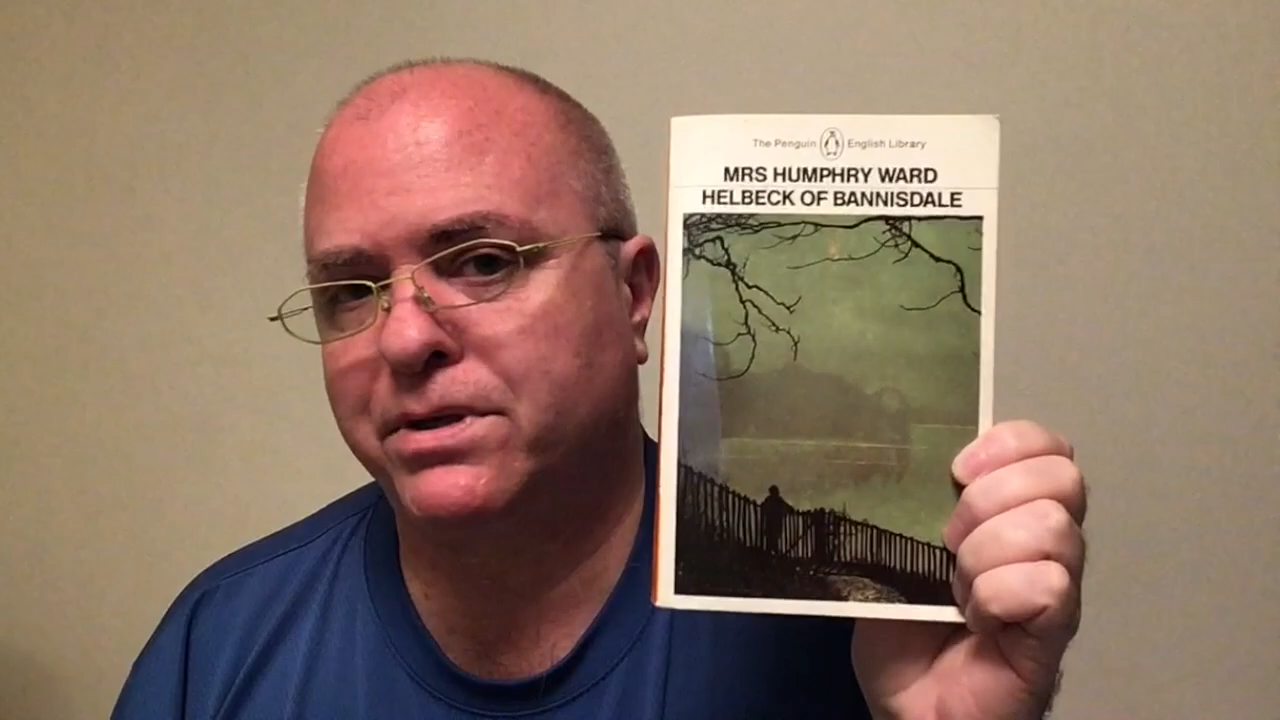 The Penguin English Library
MRS HUMPHRY WARD
HELBECK OF BANNISDALE